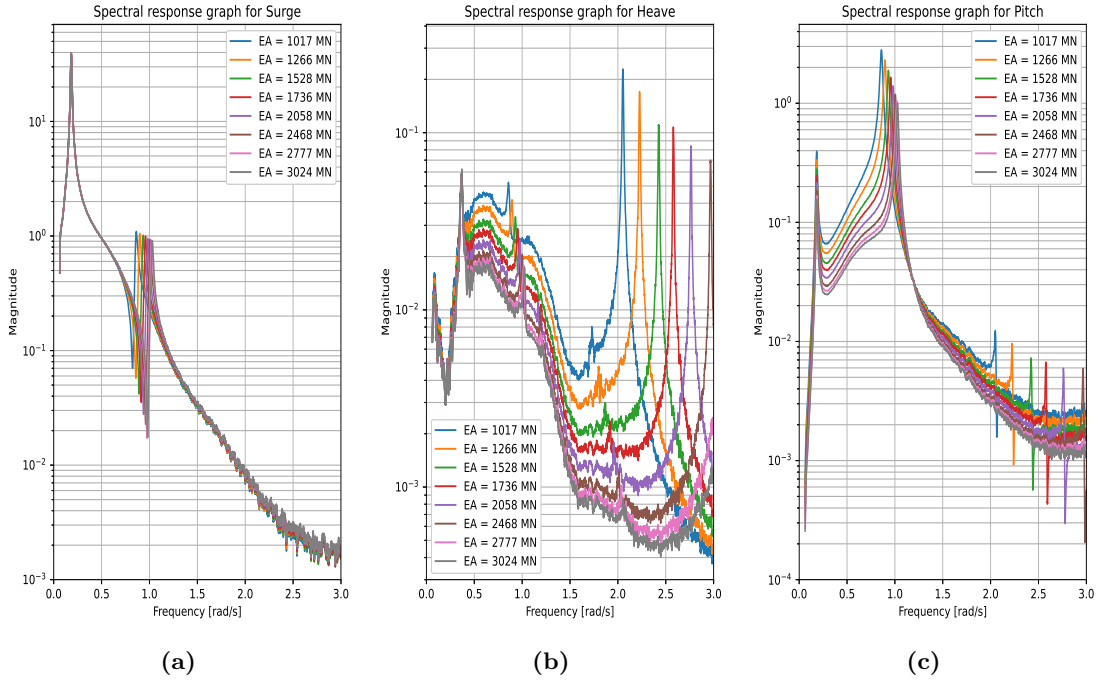 Spectral response graph for Surge
EA = 1017 MN
EA = 1266 MN
EA = 1528 MN
EA = 1736 MN
EA = 2058 MN
EA = 2468 MN
EA = 2777 MN
EA = 3024 MN
Magnitude
10¹
10⁰
10⁻¹
10⁻²
10⁻³
0.0 0.5 1.0 1.5 2.0 2.5 3.0
Frequency [rad/s]
(a)
Spectral response graph for Heave
Magnitude
10⁻¹
10⁻²
10⁻³
EA = 1017 MN
EA = 1266 MN
EA = 1528 MN
EA = 1736 MN
EA = 2058 MN
EA = 2468 MN
EA = 2777 MN
EA = 3024 MN
0.0 0.5 1.0 1.5 2.0 2.5 3.0
Frequency [rad/s]
(b)
Spectral response graph for Pitch
EA = 1017 MN
EA = 1266 MN
EA = 1528 MN
EA = 1736 MN
EA = 2058 MN
EA = 2468 MN
EA = 2777 MN
EA = 3024 MN
Magnitude
10⁰
10⁻¹
10⁻²
10⁻³
10⁻⁴
0.0 0.5 1.0 1.5 2.0 2.5 3.0
Frequency [rad/s]
(c)